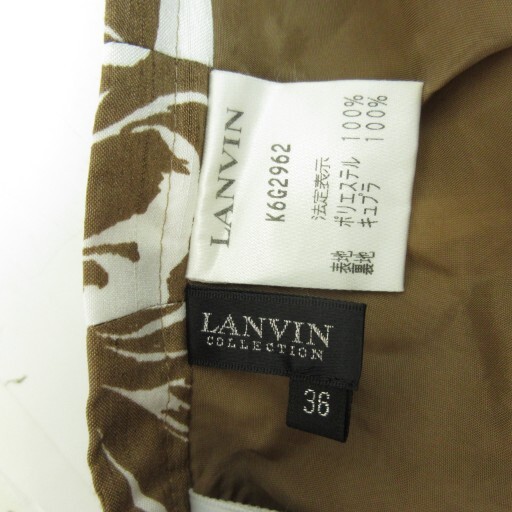 LANVIN
K6G2962
法定表示
表地 ポリエステル 100%
裏地 キュプラ 100%
LANVIN
COLLECTION
36